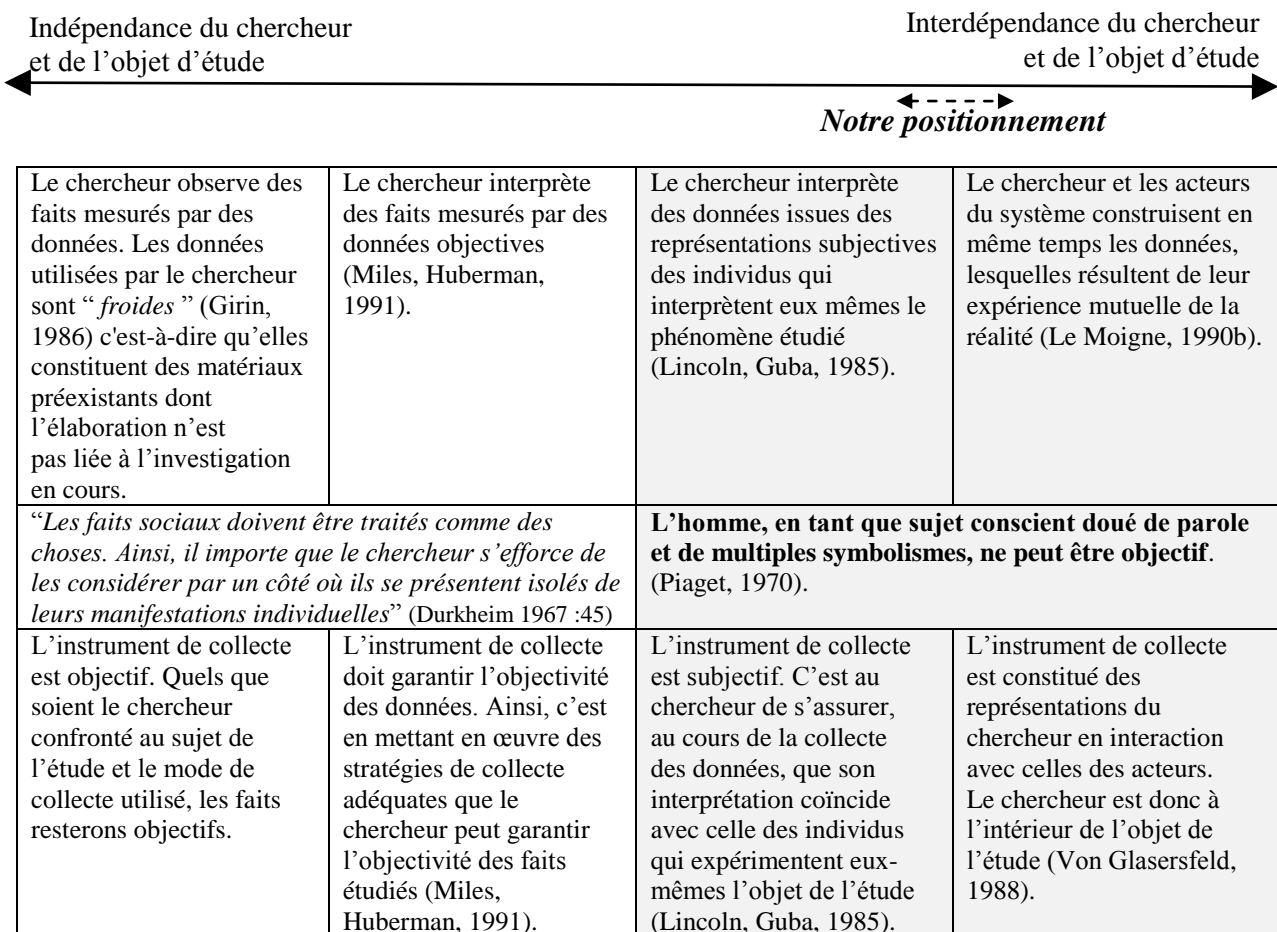 Indépendance du chercheur
et de l’objet d’étude
Interdépendance du chercheur
et de l’objet d’étude
Notre positionnement
Le chercheur observe des
faits mesurés par des
données. Les données
utilisées par le chercheur
sont “ froides ” (Girin,
1986) c'est-à-dire qu’elles
constituent des matériaux
préexistants dont
l’élaboration n’est
pas liée à l’investigation
en cours.
Le chercheur interprète
des faits mesurés par des
données objectives
(Miles, Huberman,
1991).
Le chercheur interprète
des données issues des
représentations subjectives
des individus qui
interprètent eux mêmes le
phénomène étudié
(Lincoln, Guba, 1985).
Le chercheur et les acteurs
du système construisent en
même temps les données,
lesquelles résultent de leur
expérience mutuelle de la
réalité (Le Moigne, 1990b).
“Les faits sociaux doivent être traités comme des
choses. Ainsi, il importe que le chercheur s’efforce de
les considérer par un côté où ils se présentent isolés de
leurs manifestations individuelles” (Durkheim 1967 :45)
L’homme, en tant que sujet conscient doué de parole
et de multiples symbolismes, ne peut être objectif.
(Piaget, 1970).
L’instrument de collecte
est objectif. Quels que
soient le chercheur
confronté au sujet de
l’étude et le mode de
collecte utilisé, les faits
resterons objectifs.
L’instrument de collecte
doit garantir l’objectivité
des données. Ainsi, c’est
en mettant en œuvre des
stratégies de collecte
adéquates que le
chercheur peut garantir
l’objectivité des faits
étudiés (Miles,
Huberman, 1991).
L’instrument de collecte
est subjectif. C’est au
chercheur de s’assurer,
au cours de la collecte
des données, que son
interprétation coïncide
avec celle des individus
qui expérimentent eux-
mêmes l’objet de l’étude
(Lincoln, Guba, 1985).
L’instrument de collecte
est constitué des
représentations du
chercheur en interaction
avec celles des acteurs.
Le chercheur est donc à
l’intérieur de l’objet de
l’étude (Von Glasersfeld,
1988).